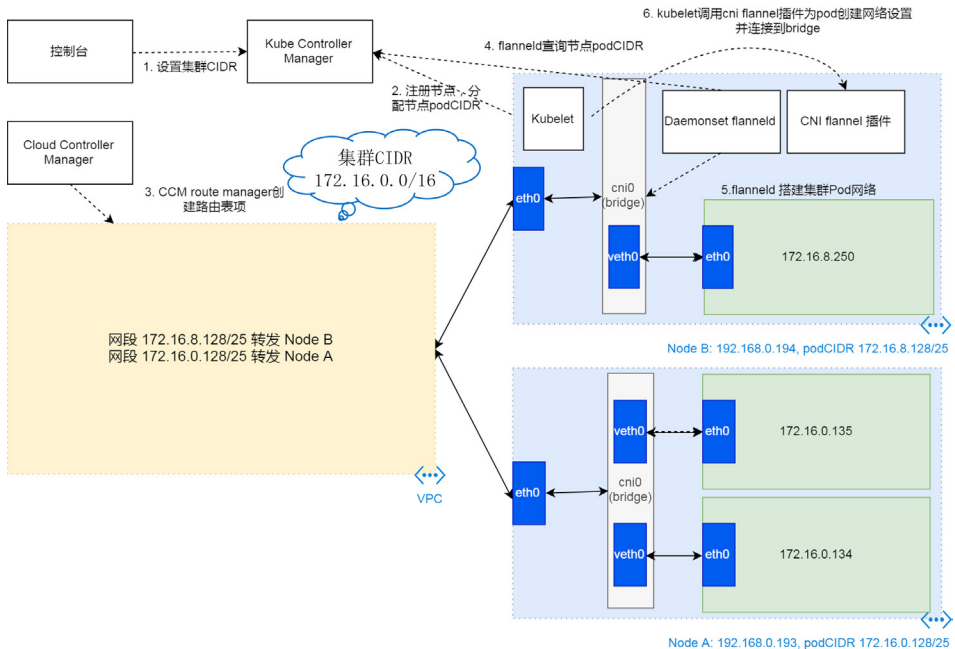 6. kubelet调用cni flannel插件为pod创建网络设置
并连接到bridge
控制台
Kube Controller
Manager
4. flanneld查询节点podCIDR
1. 设置集群CIDR
2. 注册节点、分
配节点podCIDR
Kubelet
Daemonset flanneld
CNI flannel 插件
Cloud Controller
Manager
集群CIDR
172.16.0.0/16
3. CCM route manager创
建路由表项
eth0
cni0
(bridge)
5.flanneld 搭建集群Pod网络
veth0
eth0
172.16.8.250
网段 172.16.8.128/25 转发 Node B
网段 172.16.0.128/25 转发 Node A
Node B: 192.168.0.194, podCIDR 172.16.8.128/25
VPC
veth0
eth0
172.16.0.135
eth0
cni0
(bridge)
veth0
eth0
172.16.0.134
Node A: 192.168.0.193, podCIDR 172.16.0.128/25